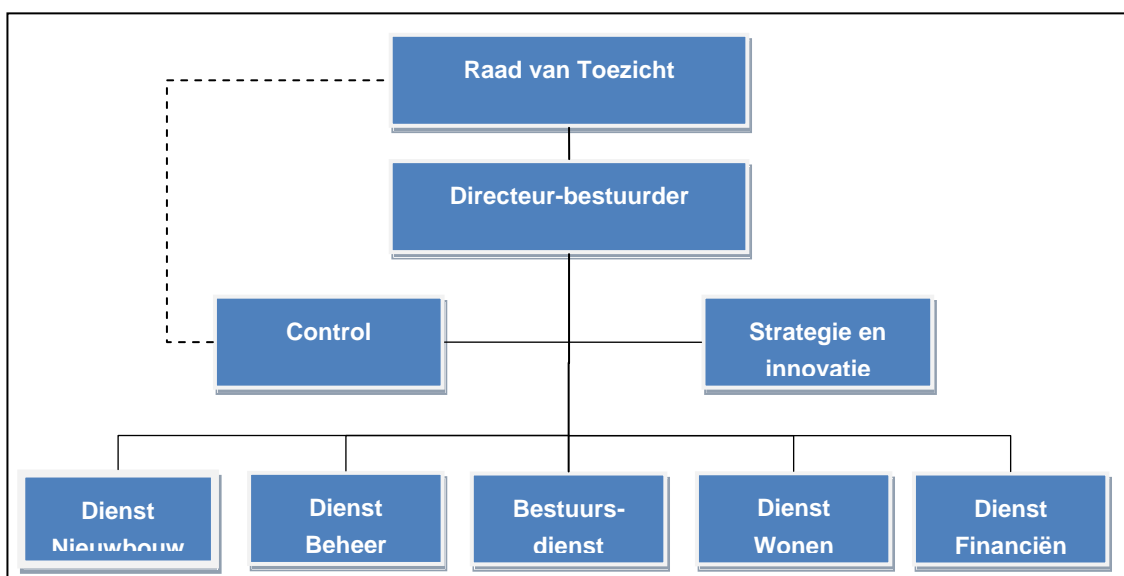 Raad van Toezicht
Directeur-bestuurder
Control
Strategie en
innovatie
Dienst
Nieuwbouw
Dienst
Beheer
Bestuurs-
dienst
Dienst
Wonen
Dienst
Financiën